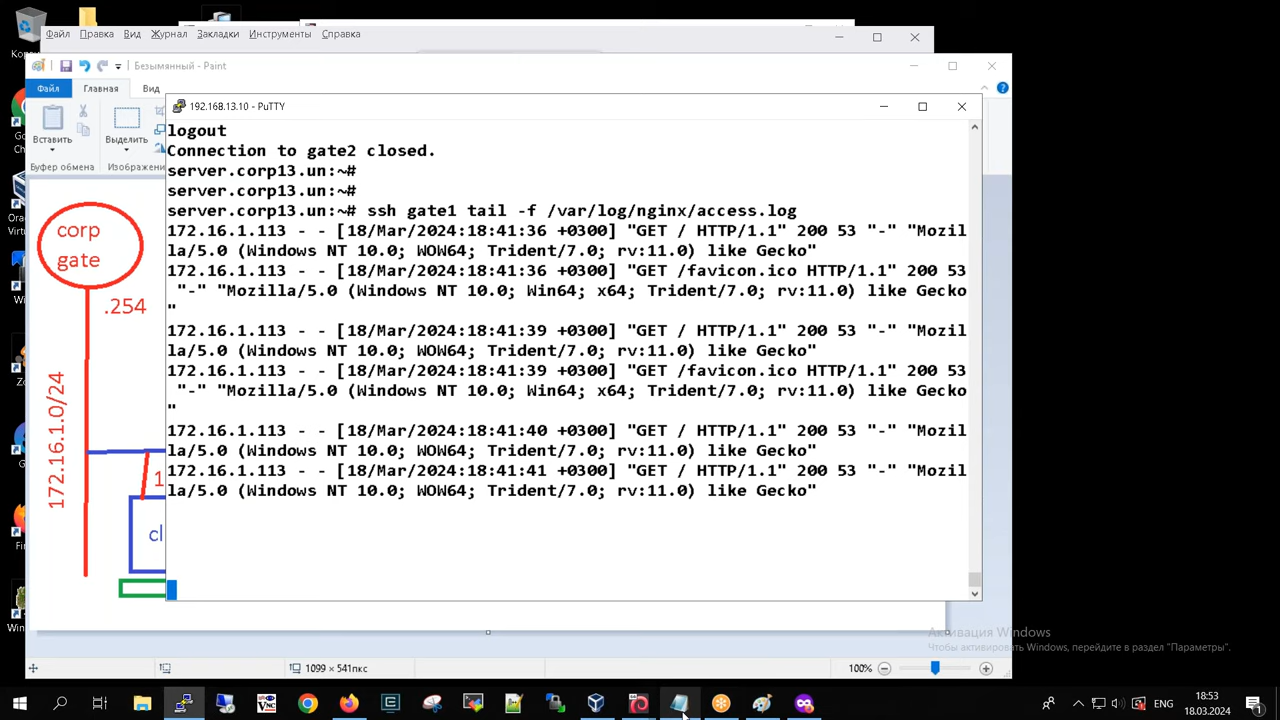 Файл Правка Вид Журнал Закладки Инструменты Справка
Безымянный - Paint
Файл Главная Вид
192.168.13.10 - PuTTY
Вставить
Выделить
Буфер обмена
Изображени
logout
Connection to gate2 closed.
server.corp13.un:~#
server.corp13.un:~#
server.corp13.un:~# ssh gate1 tail -f /var/log/nginx/access.log
172.16.1.113 - - [18/Mar/2024:18:41:36 +0300] "GET / HTTP/1.1" 200 53 "-" "Mozil
la/5.0 (Windows NT 10.0; WOW64; Trident/7.0; rv:11.0) like Gecko"
172.16.1.113 - - [18/Mar/2024:18:41:36 +0300] "GET /favicon.ico HTTP/1.1" 200 53
"-" "Mozilla/5.0 (Windows NT 10.0; Win64; x64; Trident/7.0; rv:11.0) like Gecko
"
172.16.1.113 - - [18/Mar/2024:18:41:39 +0300] "GET / HTTP/1.1" 200 53 "-" "Mozil
la/5.0 (Windows NT 10.0; WOW64; Trident/7.0; rv:11.0) like Gecko"
172.16.1.113 - - [18/Mar/2024:18:41:39 +0300] "GET /favicon.ico HTTP/1.1" 200 53
"-" "Mozilla/5.0 (Windows NT 10.0; Win64; x64; Trident/7.0; rv:11.0) like Gecko
"
172.16.1.113 - - [18/Mar/2024:18:41:40 +0300] "GET / HTTP/1.1" 200 53 "-" "Mozil
la/5.0 (Windows NT 10.0; WOW64; Trident/7.0; rv:11.0) like Gecko"
172.16.1.113 - - [18/Mar/2024:18:41:41 +0300] "GET / HTTP/1.1" 200 53 "-" "Mozil
la/5.0 (Windows NT 10.0; WOW64; Trident/7.0; rv:11.0) like Gecko"
corp
gate
.254
172.16.1.0/24
1
cl
Активация Windows
Чтобы активировать Windows, перейдите в раздел "Параметры".
1099 × 541пкс
100%
ENG
18:53
18.03.2024